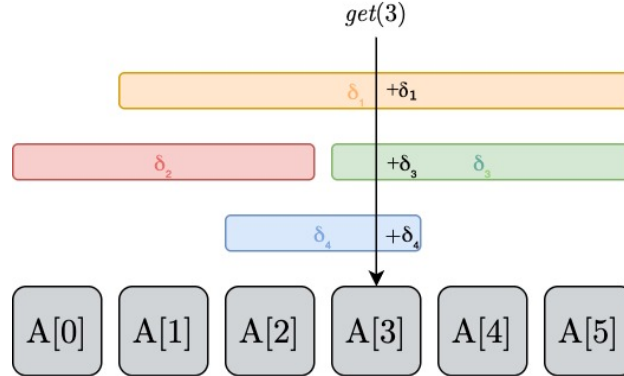 get(3)
δ₁ +δ₁
δ₂ +δ₃ δ₃
δ₄ +δ₄
A[0] A[1] A[2] A[3] A[4] A[5]